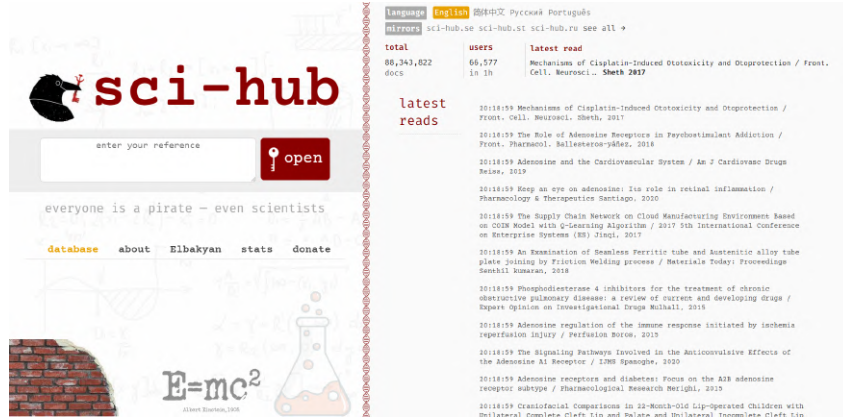 sci-hub
enter your reference
open
everyone is a pirate — even scientists
database about Elbakyan stats donate
E=mc²
Albert Einstein, 1905
language English 简体中文 Русский Português
mirrors sci-hub.se sci-hub.st sci-hub.ru see all →
total users latest read
88,343,822 66,577 Mechanisms of Cisplatin-Induced Ototoxicity and Otoprotection / Front.
docs in 1h Cell. Neurosci.. Sheth 2017
latest
reads
20:18:59 Mechanisms of Cisplatin-Induced Ototoxicity and Otoprotection /
Front. Cell. Neurosci. Sheth, 2017
20:18:59 The Role of Adenosine Receptors in Psychostimulant Addiction /
Front. Pharmacol. Ballesteros-yáñez, 2018
20:18:59 Adenosine and the Cardiovascular System / Am J Cardiovasc Drugs
Reiss, 2019
20:18:59 Keep an eye on adenosine: Its role in retinal inflammation /
Pharmacology & Therapeutics Santiago, 2020
20:18:59 The Supply Chain Network on Cloud Manufacturing Environment Based
on COIN Model with Q-Learning Algorithm / 2017 5th International Conference
on Enterprise Systems (ES) Jinqi, 2017
20:18:59 An Examination of Seamless Ferritic tube and Austenitic alloy tube
plate joining by Friction Welding process / Materials Today: Proceedings
Senthil kumaran, 2018
20:18:59 Phosphodiesterase 4 inhibitors for the treatment of chronic
obstructive pulmonary disease: a review of current and developing drugs /
Expert Opinion on Investigational Drugs Mulhall, 2015
20:18:59 Adenosine regulation of the immune response initiated by ischemia
reperfusion injury / Perfusion Boros, 2015
20:18:59 The Signaling Pathways Involved in the Anticonvulsive Effects of
the Adenosine A1 Receptor / IJMS Spanoghe, 2020
20:18:59 Adenosine receptors and diabetes: Focus on the A2B adenosine
receptor subtype / Pharmacological Research Merighi, 2015
20:18:59 Craniofacial Comparisons in 22-Month-Old Lip-Operated Children with
Unilateral Complete Cleft Lip and Palate and Unilateral Incomplete Cleft Lip